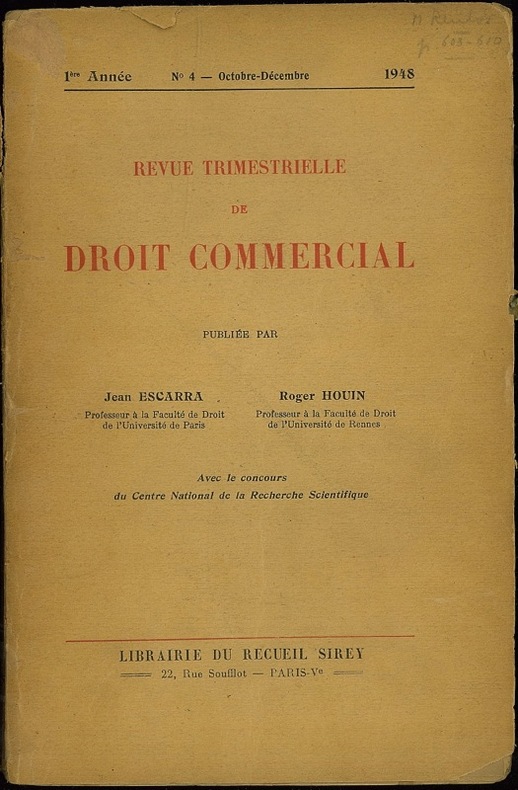 1ère Année Nº 4 — Octobre-Décembre 1948
REVUE TRIMESTRIELLE
DE
DROIT COMMERCIAL
PUBLIÉE PAR
Jean ESCARRA Roger HOUIN
Professeur à la Faculté de Droit Professeur à la Faculté de Droit
de l'Université de Paris de l'Université de Rennes
Avec le concours
du Centre National de la Recherche Scientifique
LIBRAIRIE DU RECUEIL SIREY
22, Rue Soufflot — PARIS-Vᵉ